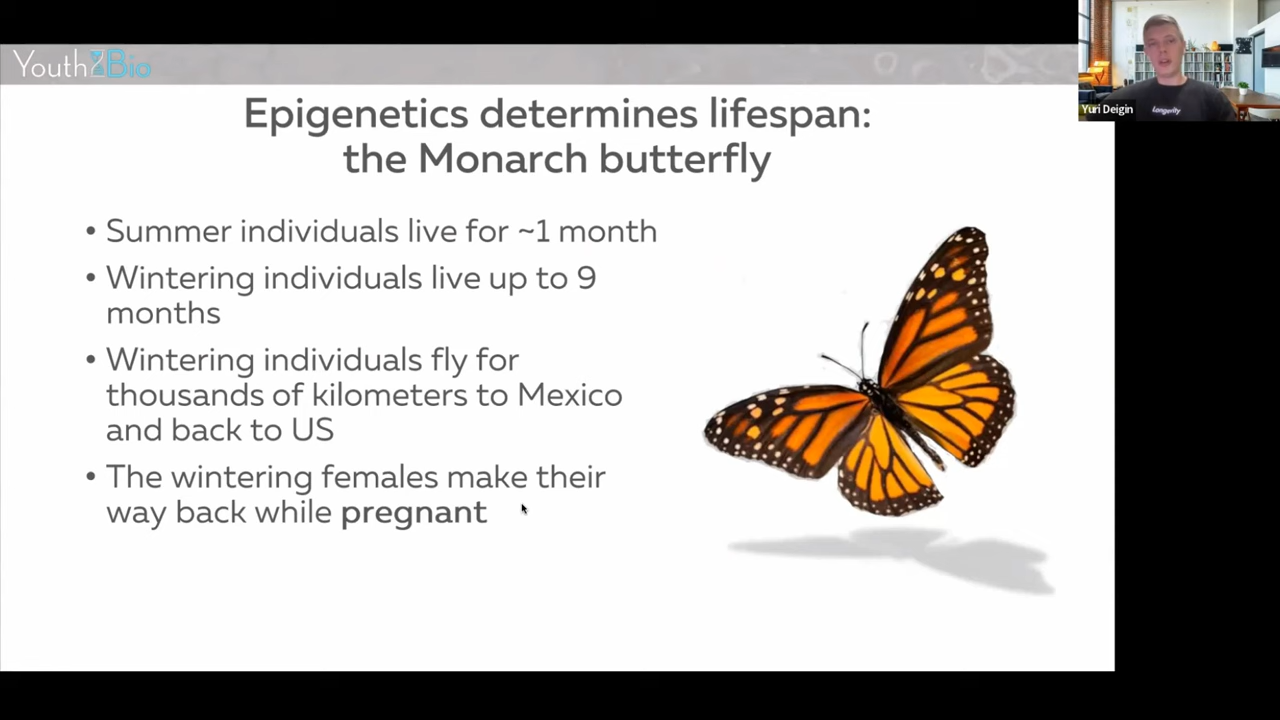 YouthBio
Yuri Deigin
Longevity
Epigenetics determines lifespan:
the Monarch butterfly
• Summer individuals live for ~1 month
• Wintering individuals live up to 9
months
• Wintering individuals fly for
thousands of kilometers to Mexico
and back to US
• The wintering females make their
way back while pregnant